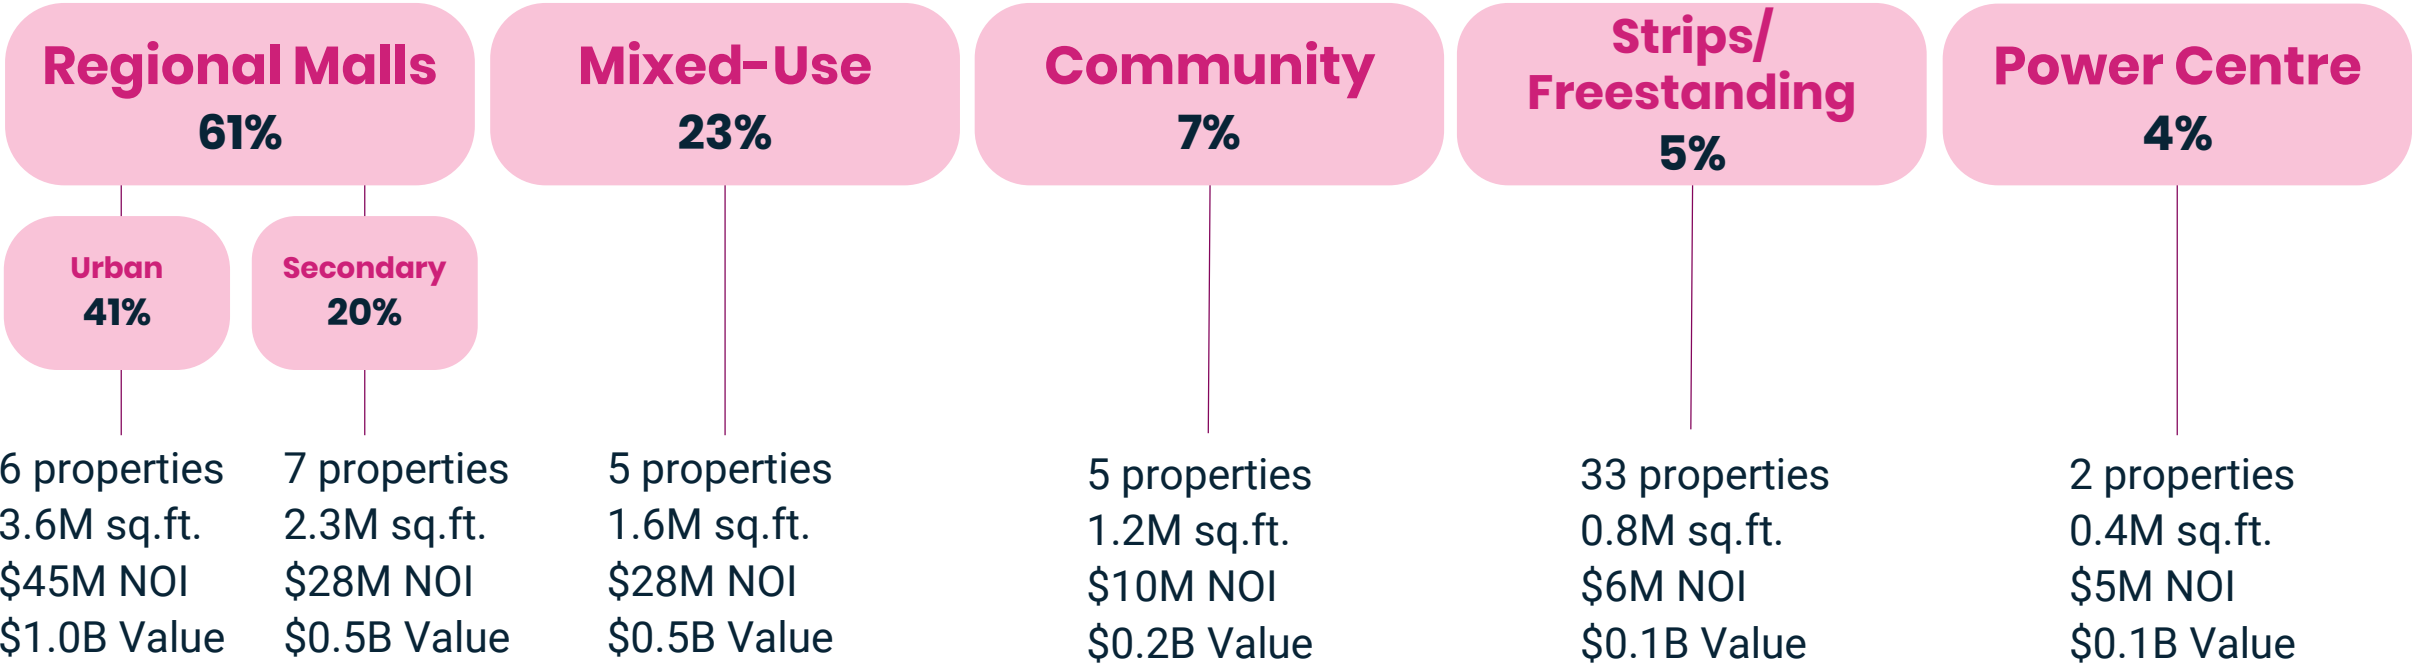 Regional Malls
61%
Urban
41%
6 properties
3.6M sq.ft.
$45M NOI
$1.0B Value
Secondary
20%
7 properties
2.3M sq.ft.
$28M NOI
$0.5B Value
Mixed-Use
23%
5 properties
1.6M sq.ft.
$28M NOI
$0.5B Value
Community
7%
5 properties
1.2M sq.ft.
$10M NOI
$0.2B Value
Strips/
Freestanding
5%
33 properties
0.8M sq.ft.
$6M NOI
$0.1B Value
Power Centre
4%
2 properties
0.4M sq.ft.
$5M NOI
$0.1B Value